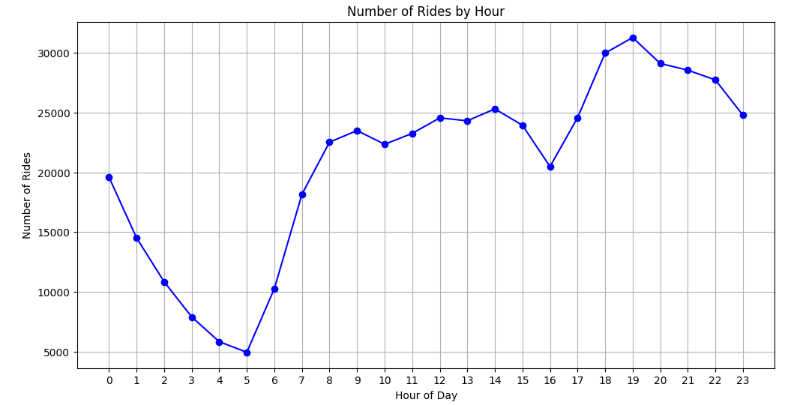 Number of Rides by Hour
Number of Rides
30000
25000
20000
15000
10000
5000
0 1 2 3 4 5 6 7 8 9 10 11 12 13 14 15 16 17 18 19 20 21 22 23
Hour of Day